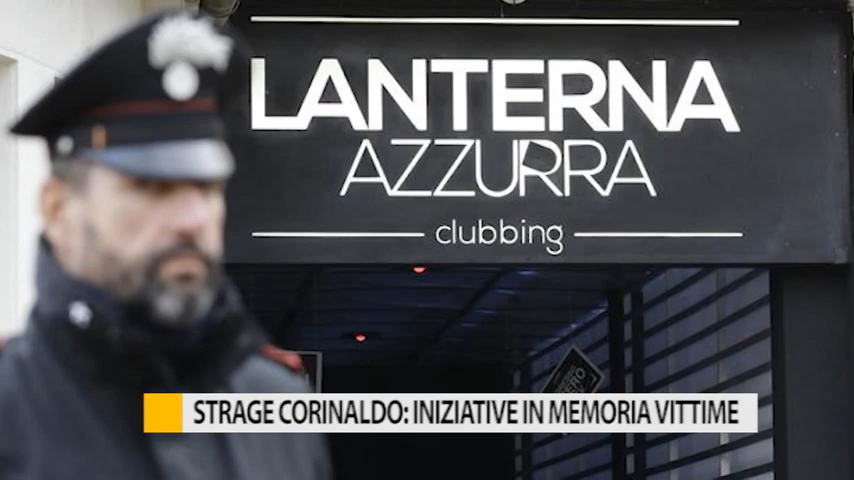 LANTERNA
AZZURRA
clubbing
STRAGE CORINALDO: INIZIATIVE IN MEMORIA VITTIME